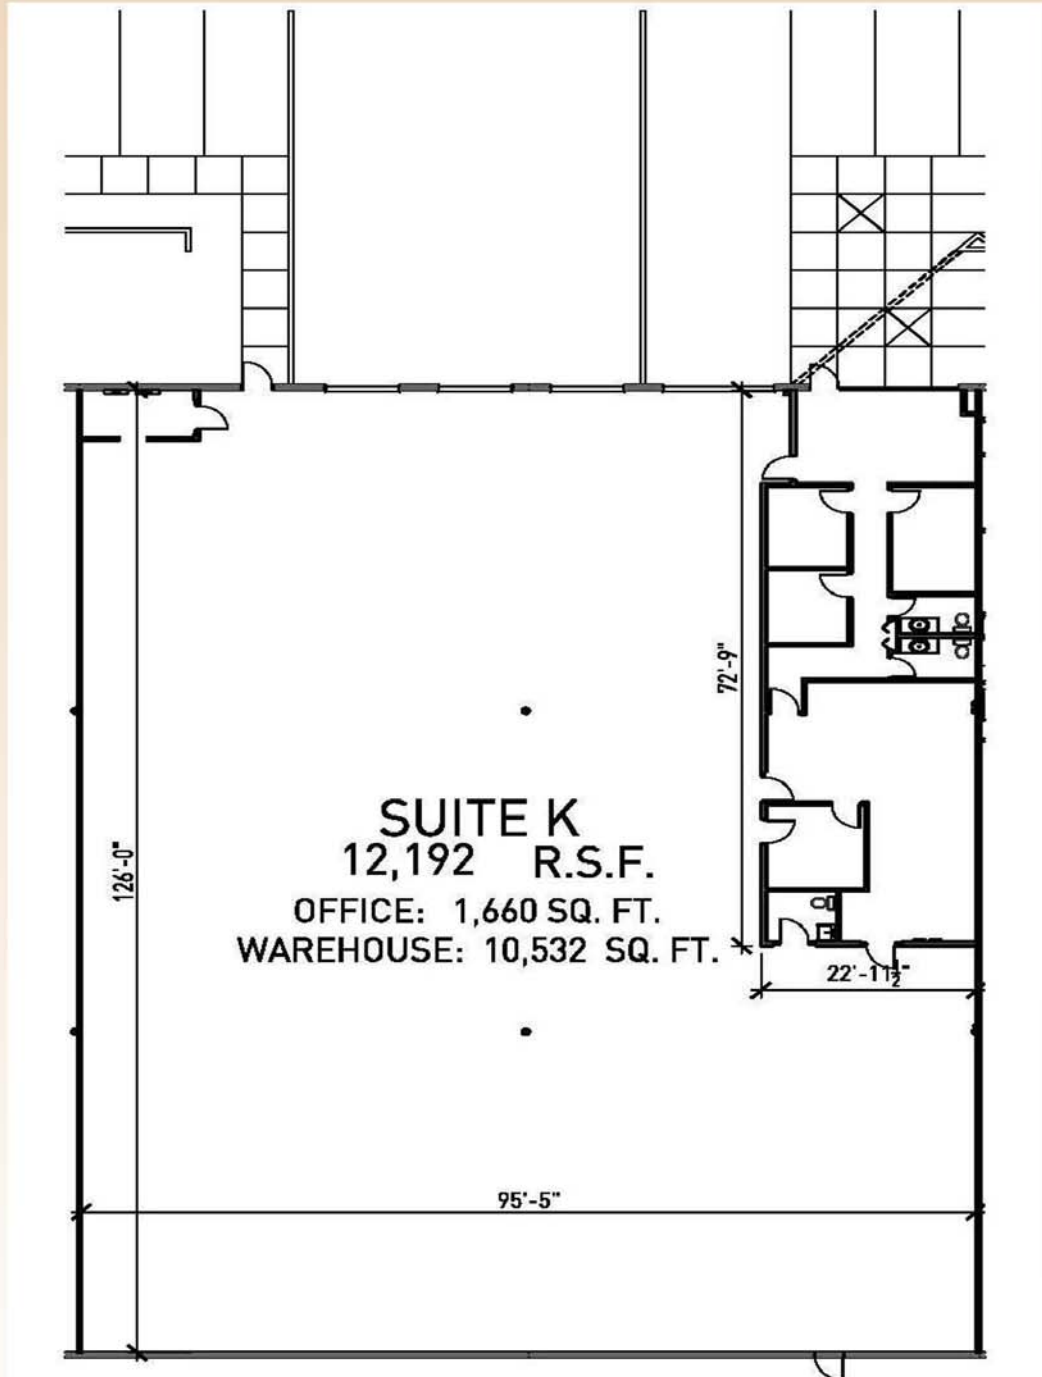 72'-9"
SUITE K
12,192 R.S.F.
126'-0"
OFFICE: 1,660 SQ. FT.
WAREHOUSE: 10,532 SQ. FT.
22'-11½"
95'-5"